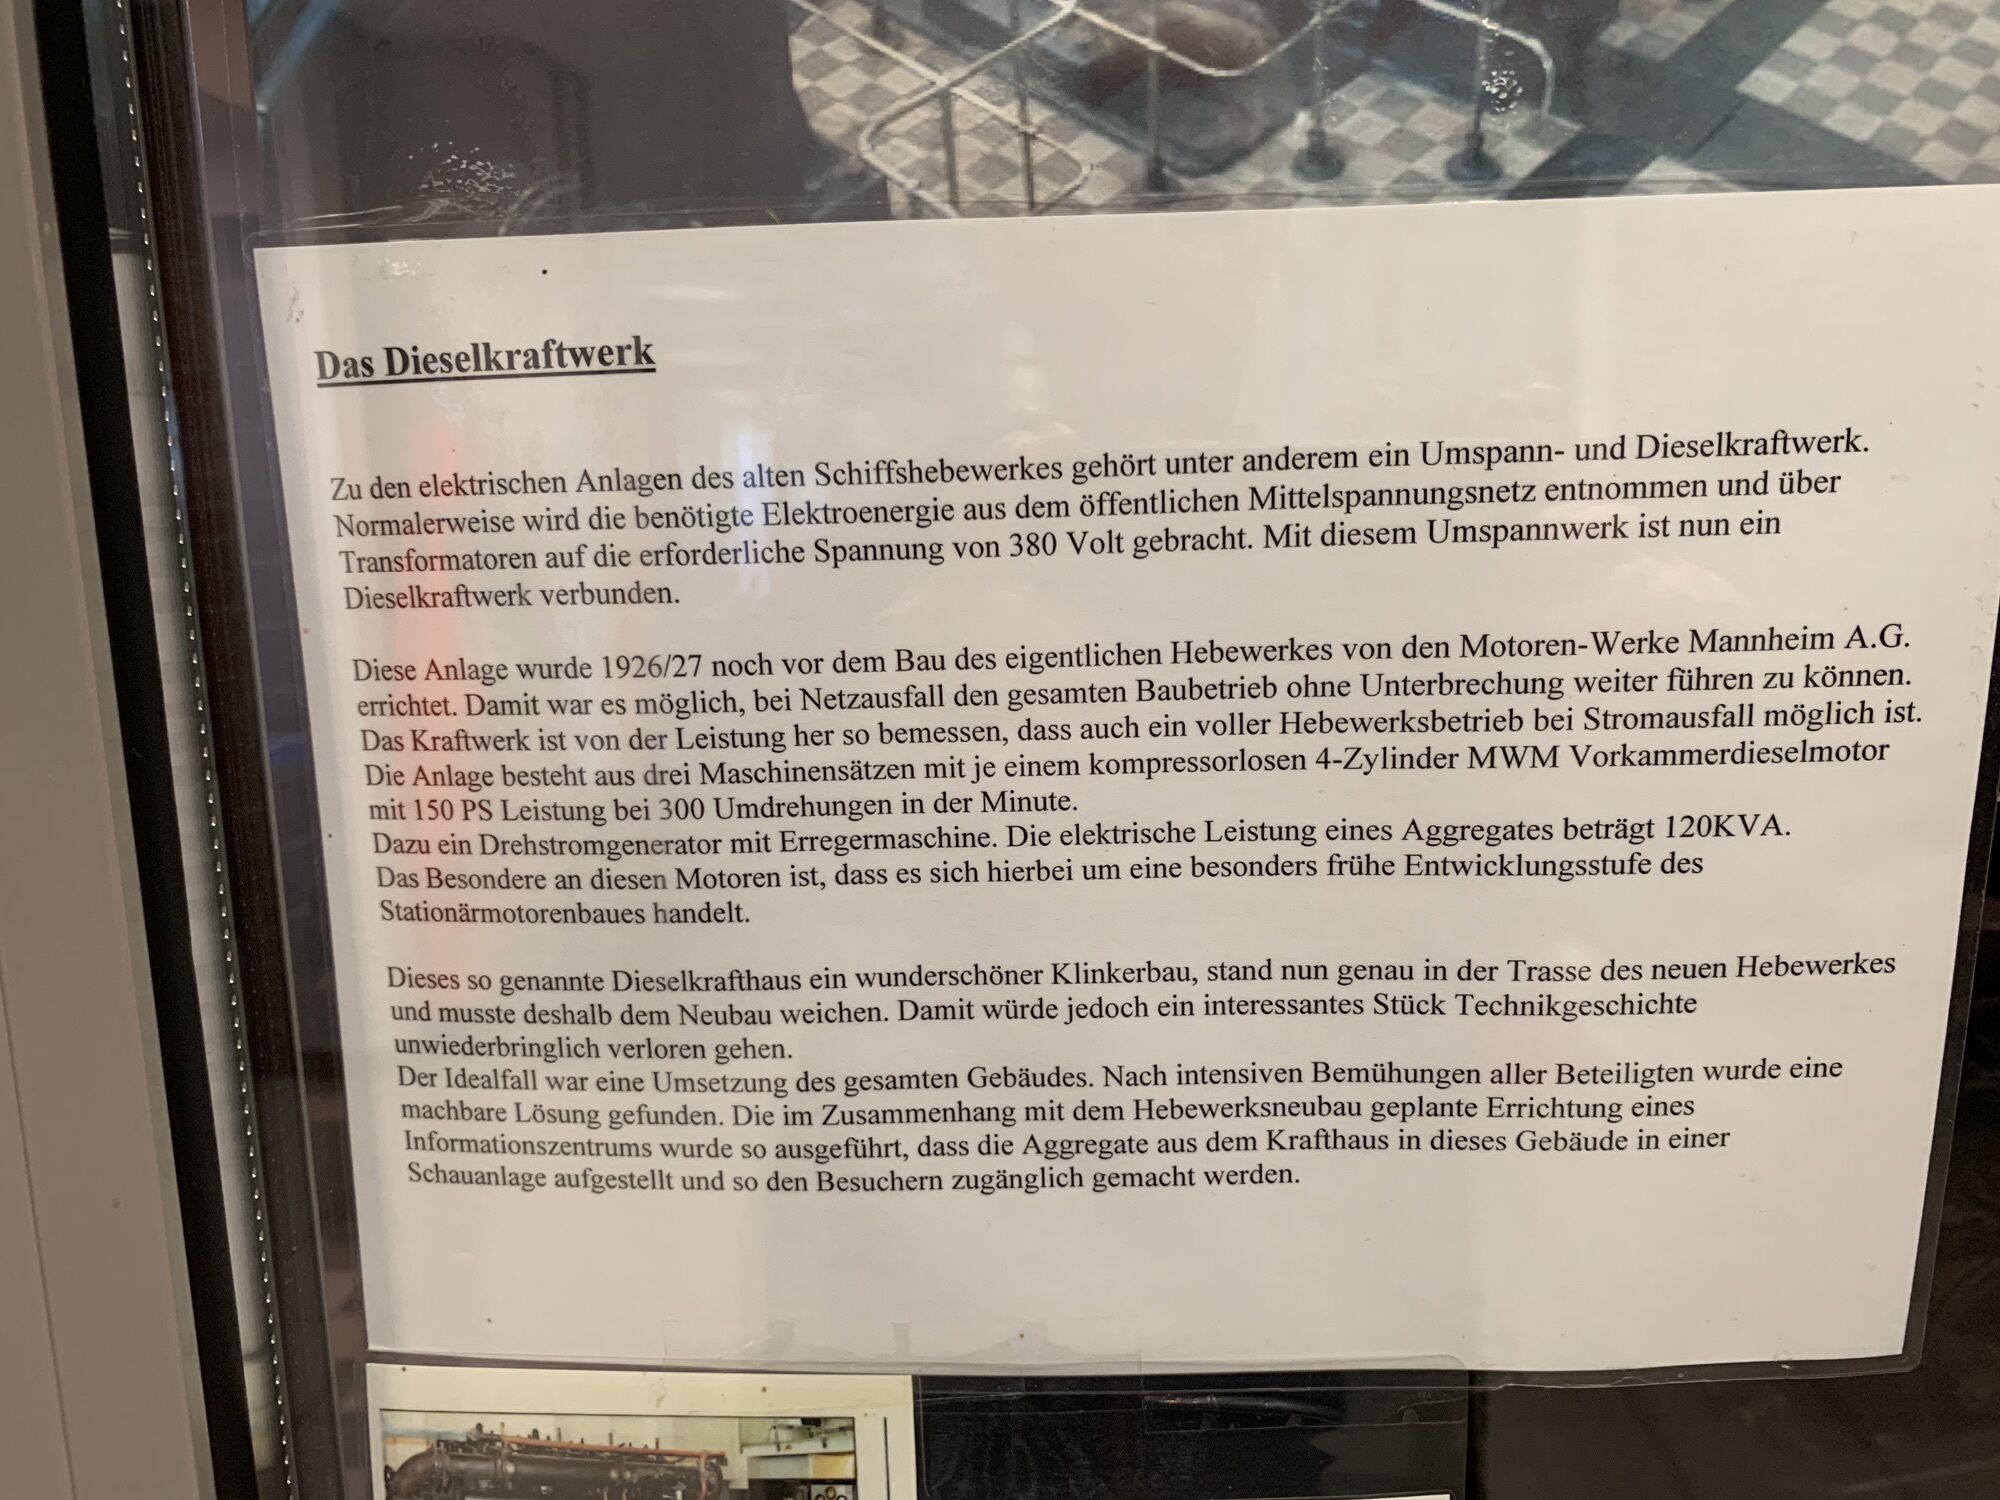 Das Dieselkraftwerk
Zu den elektrischen Anlagen des alten Schiffshebewerkes gehört unter anderem ein Umspann- und Dieselkraftwerk.
Normalerweise wird die benötigte Elektroenergie aus dem öffentlichen Mittelspannungsnetz entnommen und über
Transformatoren auf die erforderliche Spannung von 380 Volt gebracht. Mit diesem Umspannwerk ist nun ein
Dieselkraftwerk verbunden.
Diese Anlage wurde 1926/27 noch vor dem Bau des eigentlichen Hebewerkes von den Motoren-Werke Mannheim A.G.
errichtet. Damit war es möglich, bei Netzausfall den gesamten Baubetrieb ohne Unterbrechung weiter führen zu können.
Das Kraftwerk ist von der Leistung her so bemessen, dass auch ein voller Hebewerksbetrieb bei Stromausfall möglich ist.
Die Anlage besteht aus drei Maschinensätzen mit je einem kompressorlosen 4-Zylinder MWM Vorkammerdieselmotor
mit 150 PS Leistung bei 300 Umdrehungen in der Minute.
Dazu ein Drehstromgenerator mit Erregermaschine. Die elektrische Leistung eines Aggregates beträgt 120KVA.
Das Besondere an diesen Motoren ist, dass es sich hierbei um eine besonders frühe Entwicklungsstufe des
Stationärmotorenbaues handelt.
Dieses so genannte Dieselkrafthaus ein wunderschöner Klinkerbau, stand nun genau in der Trasse des neuen Hebewerkes
und musste deshalb dem Neubau weichen. Damit würde jedoch ein interessantes Stück Technikgeschichte
unwiederbringlich verloren gehen.
Der Idealfall war eine Umsetzung des gesamten Gebäudes. Nach intensiven Bemühungen aller Beteiligten wurde eine
machbare Lösung gefunden. Die im Zusammenhang mit dem Hebewerksneubau geplante Errichtung eines
Informationszentrums wurde so ausgeführt, dass die Aggregate aus dem Krafthaus in dieses Gebäude in einer
Schauanlage aufgestellt und so den Besuchern zugänglich gemacht werden.